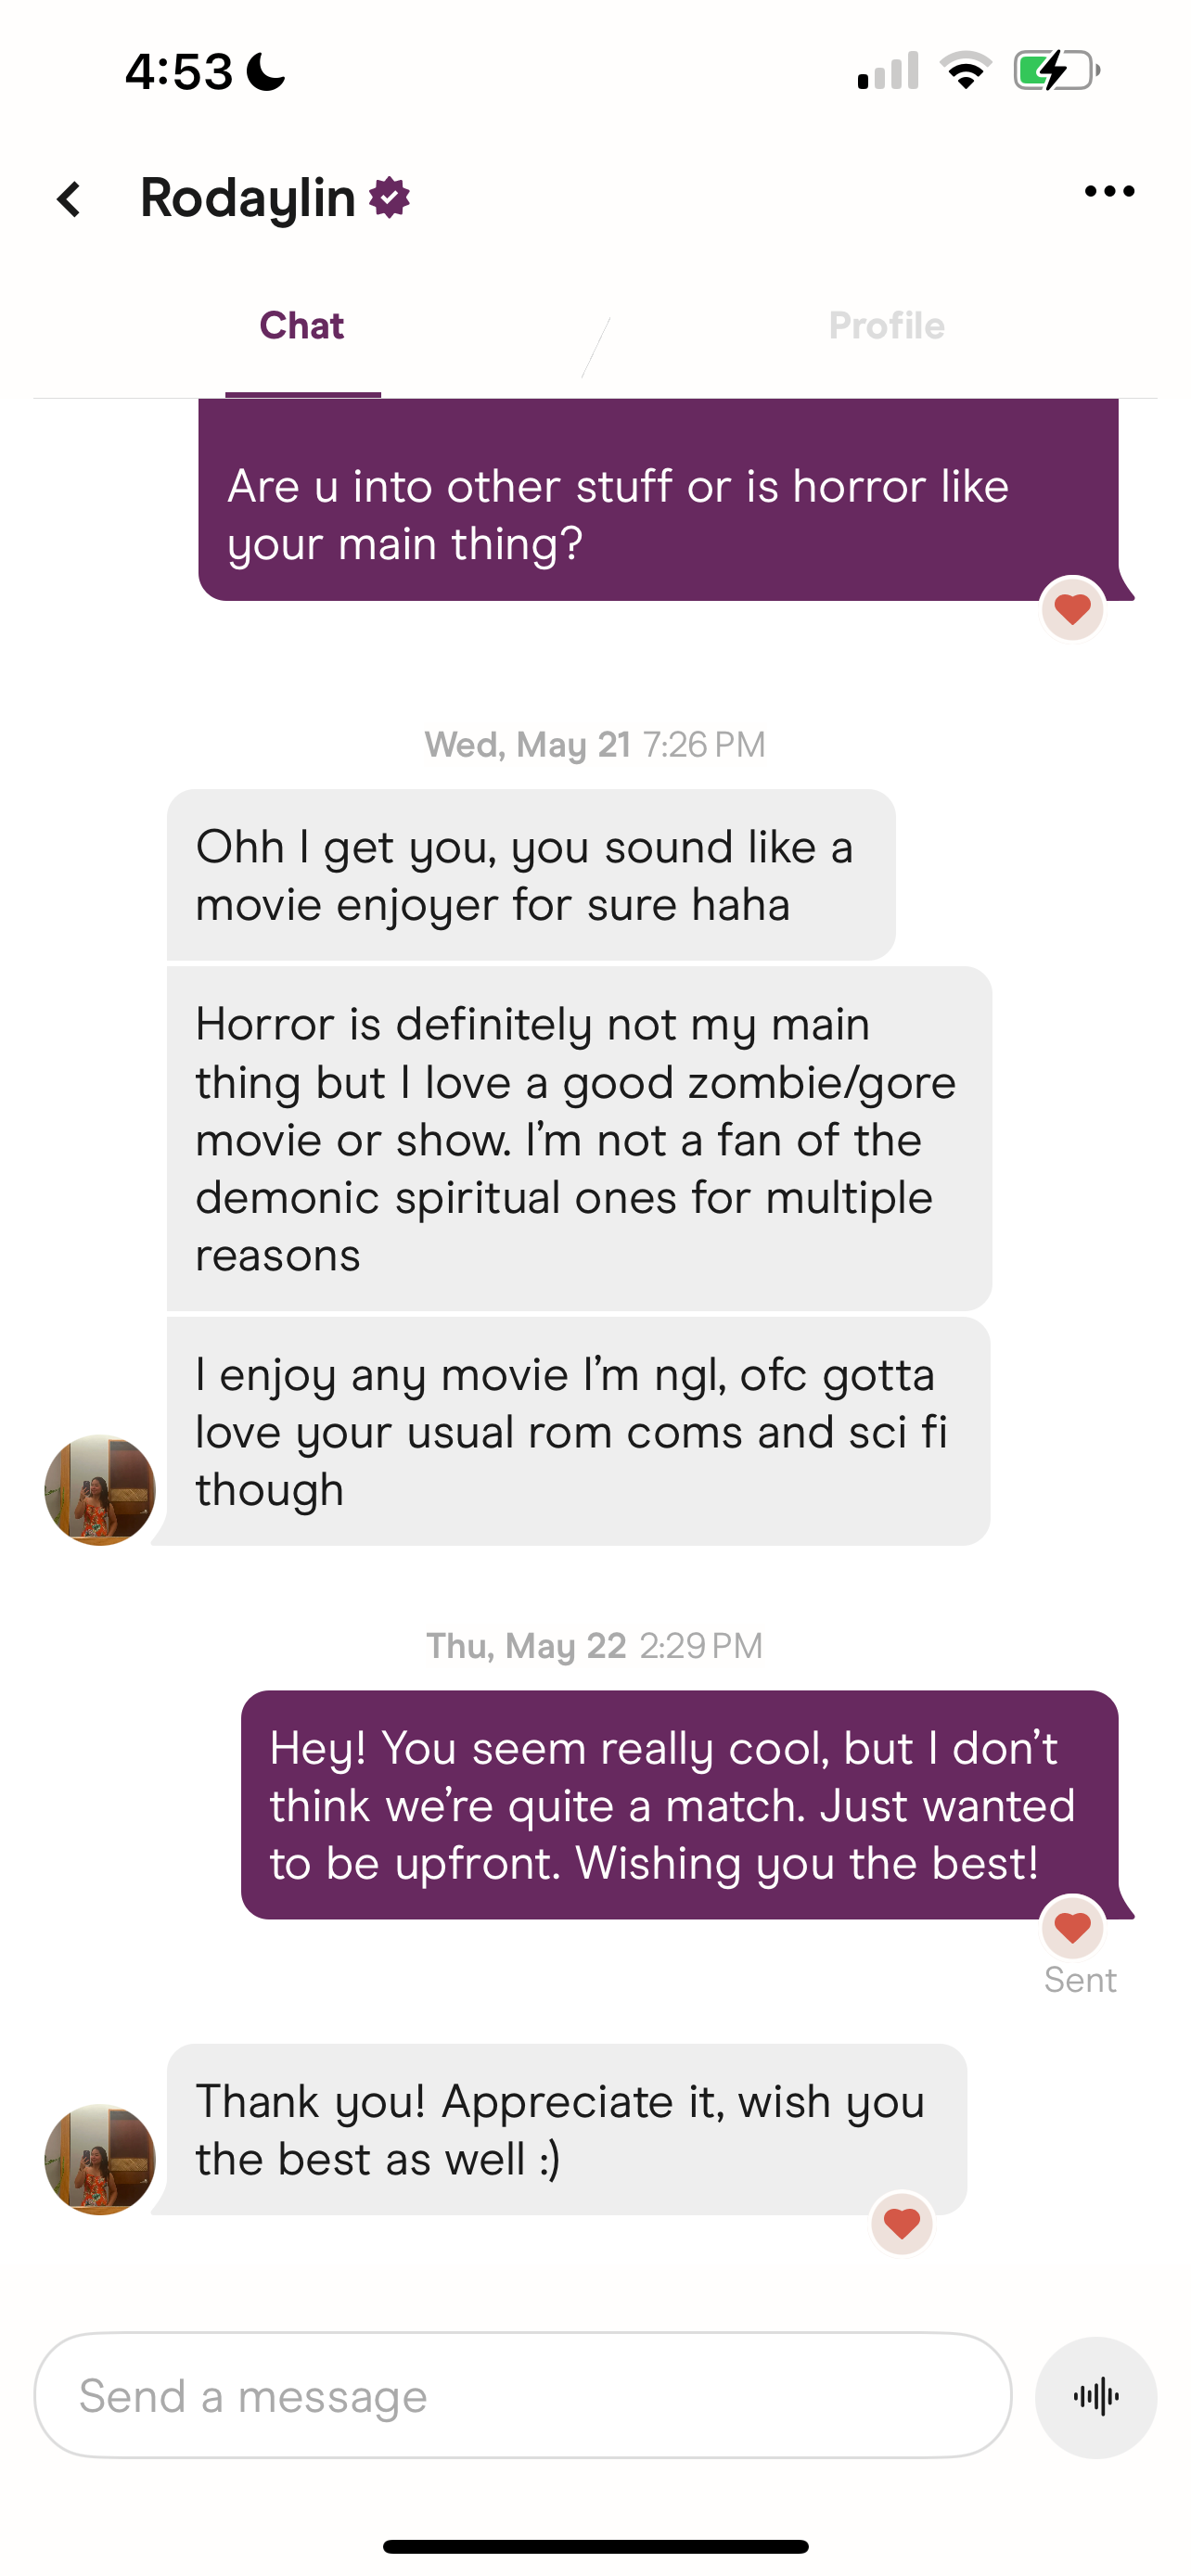 4:53
Rodaylin
Chat
Profile
Are u into other stuff or is horror like
your main thing?
Wed, May 21 7:26 PM
Ohh I get you, you sound like a
movie enjoyer for sure haha
Horror is definitely not my main
thing but I love a good zombie/gore
movie or show. I’m not a fan of the
demonic spiritual ones for multiple
reasons
I enjoy any movie I’m ngl, ofc gotta
love your usual rom coms and sci fi
though
Thu, May 22 2:29 PM
Hey! You seem really cool, but I don’t
think we’re quite a match. Just wanted
to be upfront. Wishing you the best!
Sent
Thank you! Appreciate it, wish you
the best as well :)
Send a message